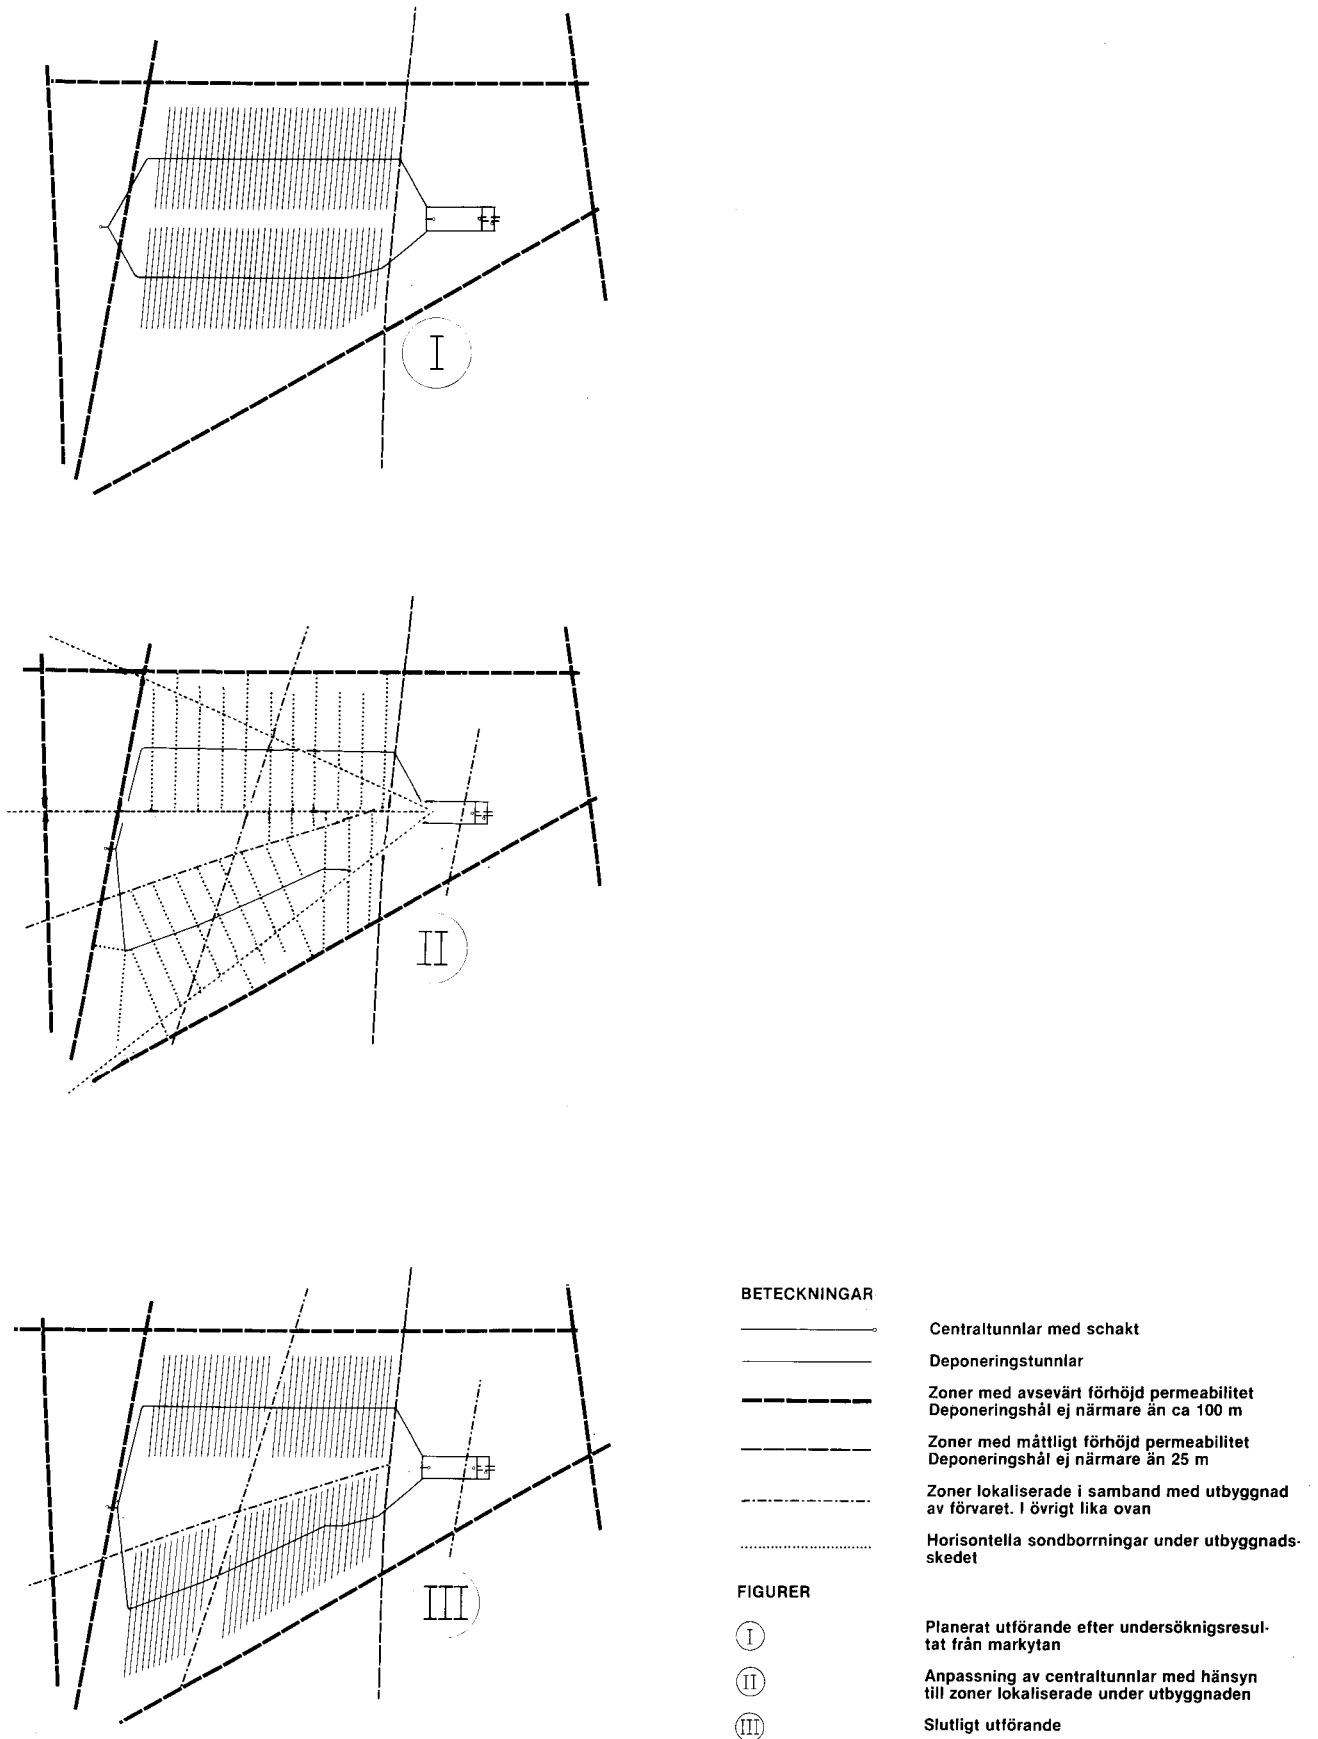 I
II
III
BETECKNINGAR
Centraltunnlar med schakt
Deponeringstunnlar
Zoner med avsevärt förhöjd permeabilitet
Deponeringshål ej närmare än ca 100 m
Zoner med måttligt förhöjd permeabilitet
Deponeringshål ej närmare än 25 m
Zoner lokaliserade i samband med utbyggnad
av förvaret. I övrigt lika ovan
Horisontella sondborrningar under utbyggnads-
skedet
FIGURER
I
Planerat utförande efter undersöknigsresul-
tat från markytan
II
Anpassning av centraltunnlar med hänsyn
till zoner lokaliserade under utbyggnaden
III
Slutligt utförande